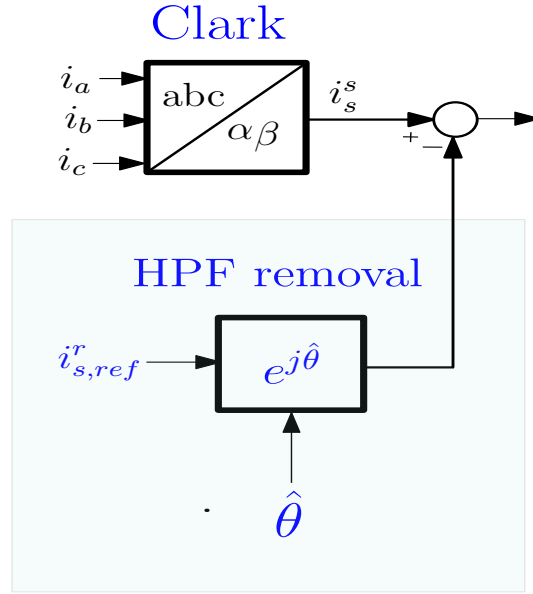 Clark
i_a
abc
i_s^s
i_b
αβ
+
−
i_c
HPF removal
i_{s,ref}^r
e^{jθ̂}
θ̂